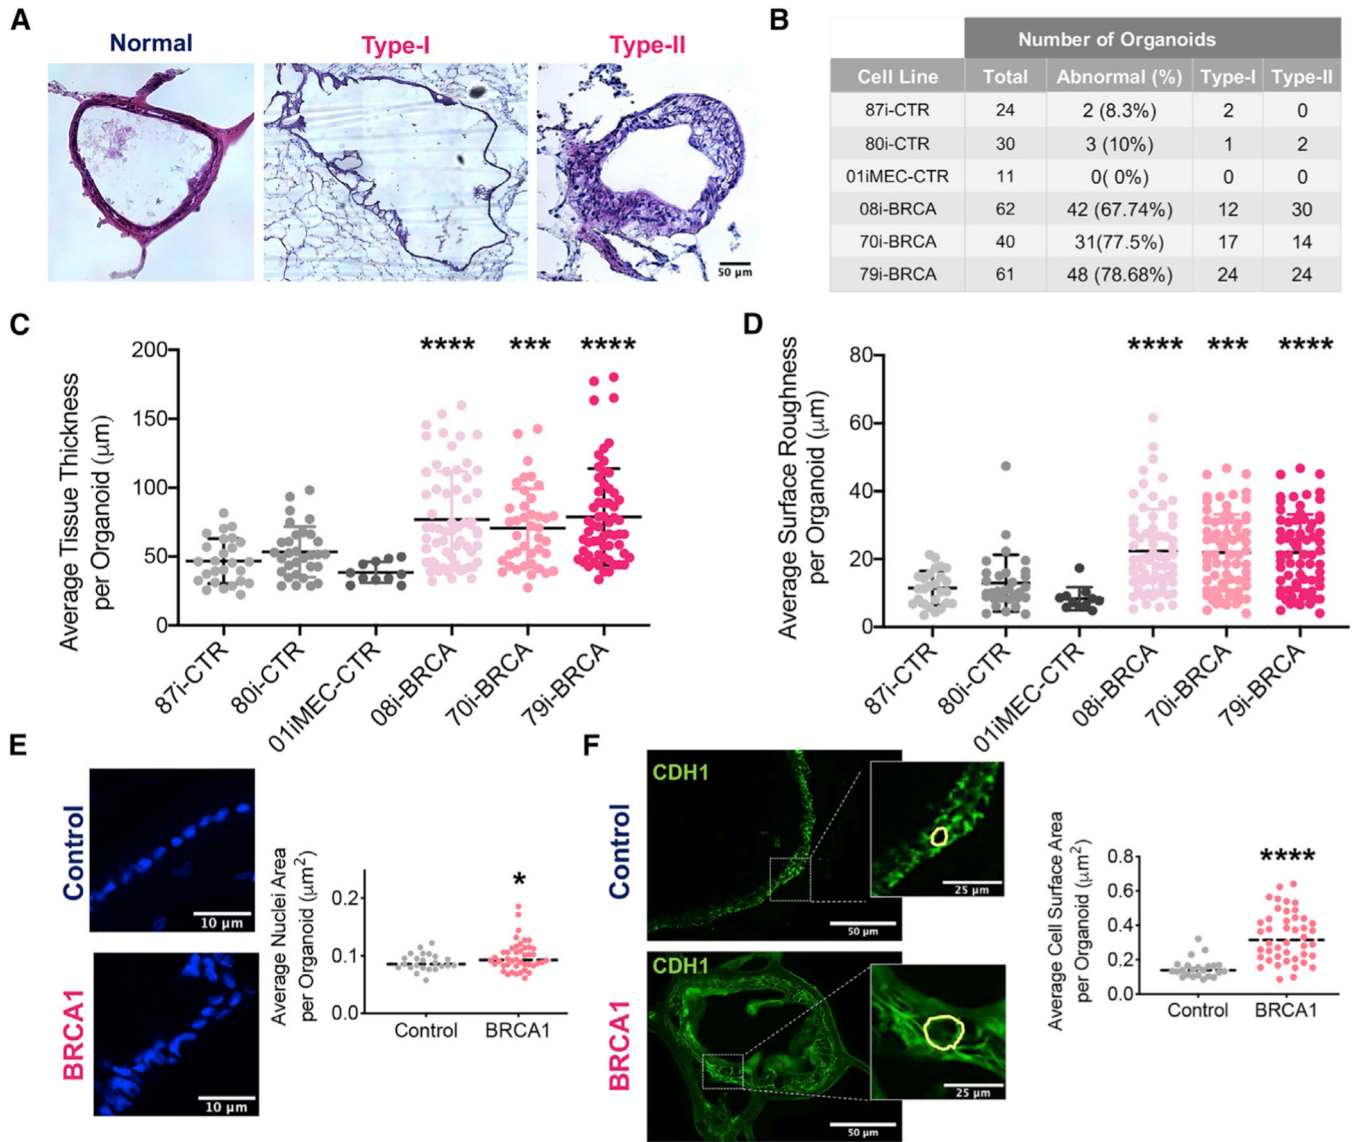 A
Normal
Type-I
Type-II
50 µm
B
Number of Organoids
Cell Line Total Abnormal (%) Type-I Type-II
87i-CTR 24 2 (8.3%) 2 0
80i-CTR 30 3 (10%) 1 2
01iMEC-CTR 11 0( 0%) 0 0
08i-BRCA 62 42 (67.74%) 12 30
70i-BRCA 40 31(77.5%) 17 14
79i-BRCA 61 48 (78.68%) 24 24
C
Average Tissue Thickness
per Organoid (µm)
200
150
100
50
0
**** *** ****
87i-CTR
80i-CTR
01iMEC-CTR
08i-BRCA
70i-BRCA
79i-BRCA
D
Average Surface Roughness
per Organoid (µm)
80
60
40
20
0
**** *** ****
87i-CTR
80i-CTR
01iMEC-CTR
08i-BRCA
70i-BRCA
79i-BRCA
E
Control
10 µm
BRCA1
10 µm
Average Nuclei Area
per Organoid (µm²)
0.2
0.1
0.0
*
Control
BRCA1
F
Control
CDH1
50 µm
25 µm
BRCA1
CDH1
50 µm
25 µm
Average Cell Surface Area
per Organoid (µm²)
0.8
0.6
0.4
0.2
0.0
****
Control
BRCA1